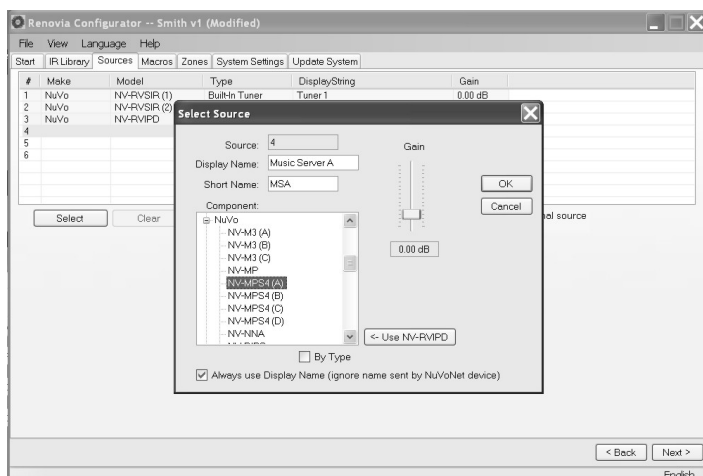 Renovia Configurator -- Smith v1 (Modified)
File View Language Help
Start IR Library Sources Macros Zones System Settings Update System
# Make Model Type DisplayString Gain
1 NuVo NV-RVSIR (1) Built-In Tuner Tuner 1 0.00 dB
2 NuVo NV-RVSIR (2)
3 NuVo NV-RVIPD
4
5
6
Select Clear
al source
Select Source
Source: 4
Gain
Display Name: Music Server A
Short Name: MSA
OK
Cancel
Component:
NuVo
NV-M3 (A)
NV-M3 (B)
NV-M3 (C)
NV-MP
NV-MPS4 (A)
NV-MPS4 (B)
NV-MPS4 (C)
NV-MPS4 (D)
NV-NNA
0.00 dB
<- Use NV-RVIPD
By Type
Always use Display Name (ignore name sent by NuVoNet device)
< Back Next >
English